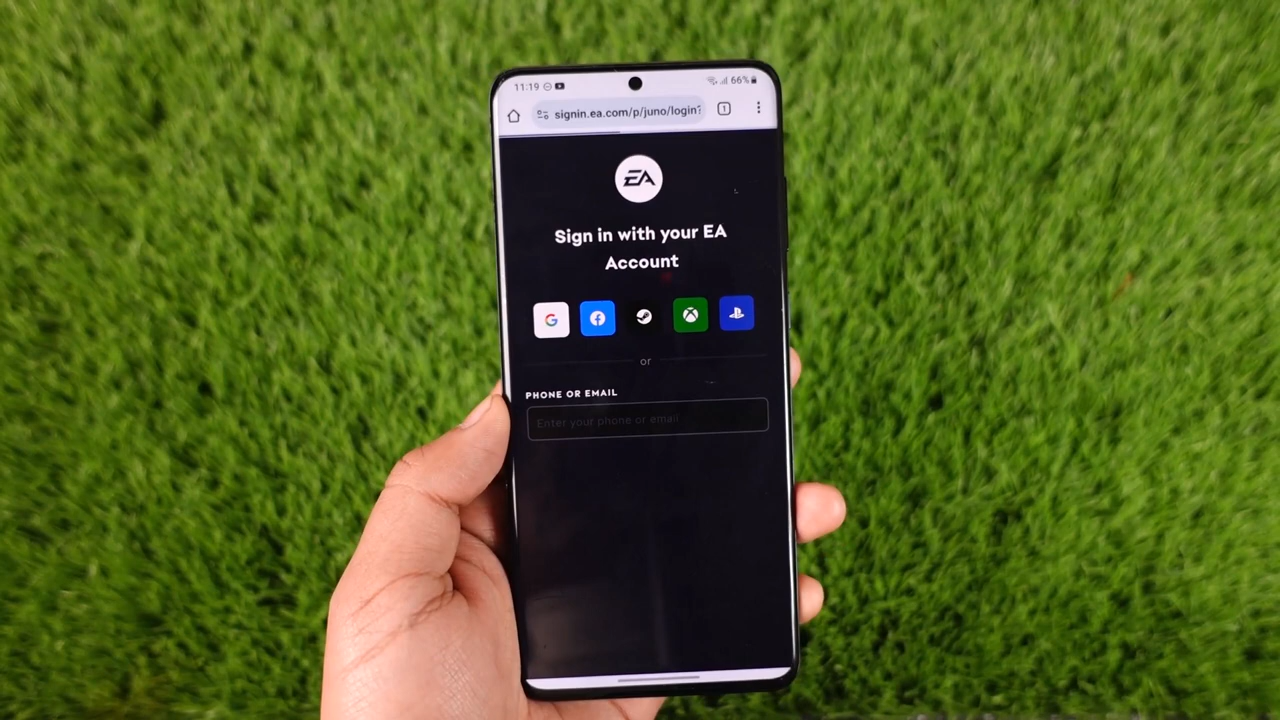 11:19
66%
signin.ea.com/p/juno/login?
1
EA
Sign in with your EA
Account
or
PHONE OR EMAIL
Enter your phone or email